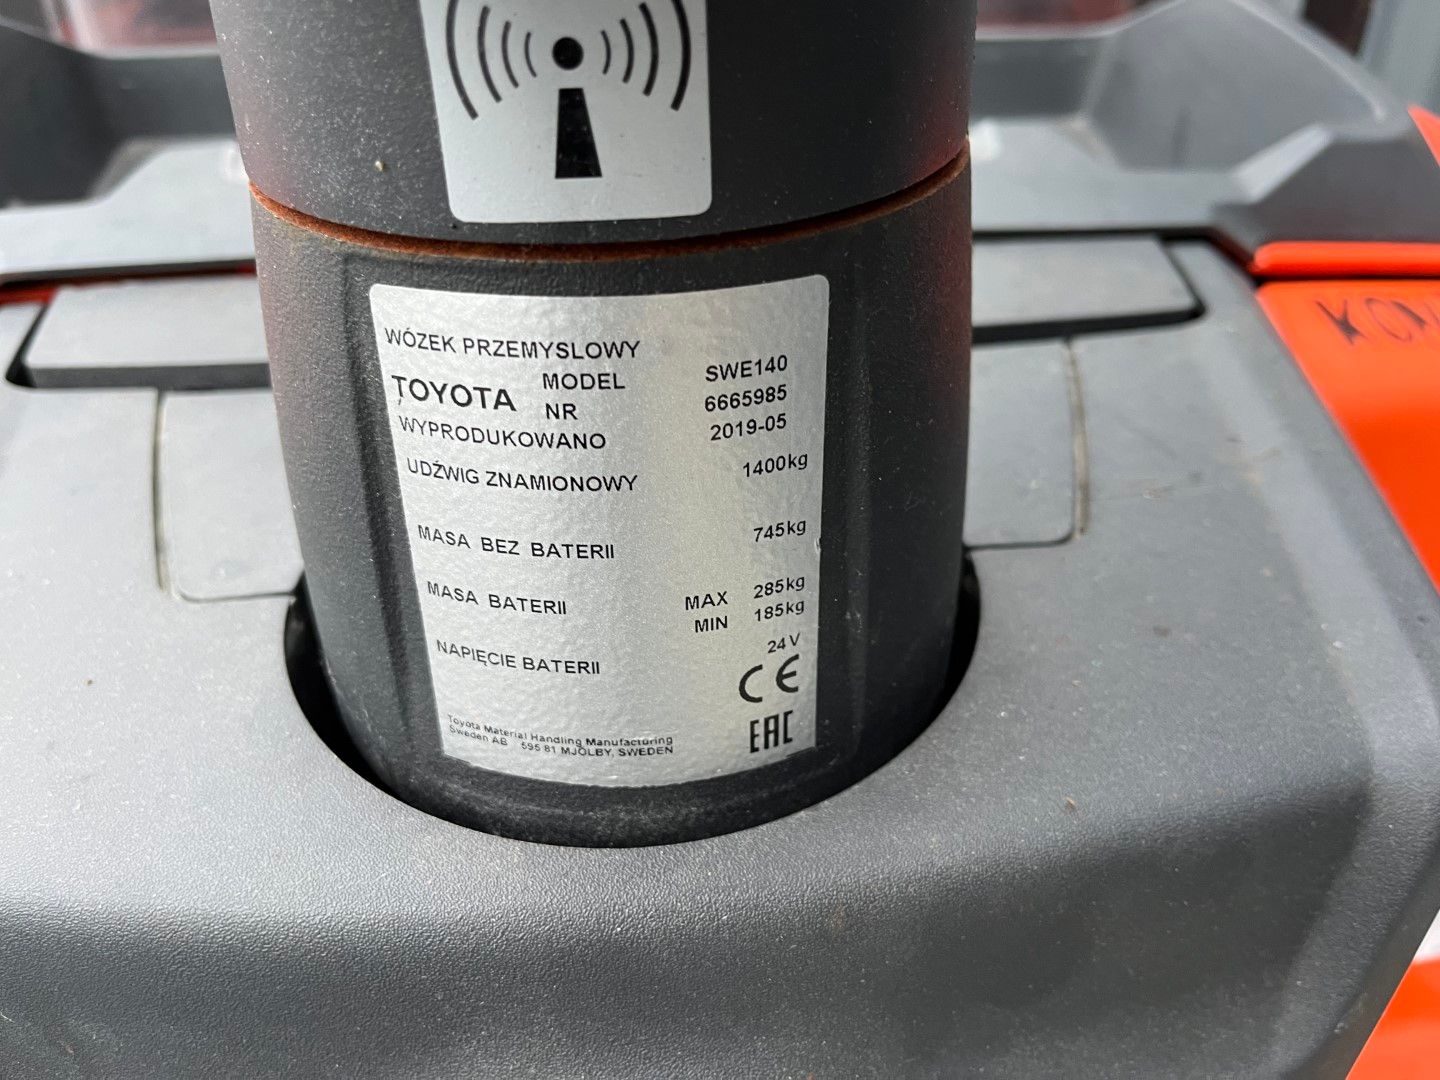 WÓZEK PRZEMYSLOWY
TOYOTA MODEL SWE140
NR 6665985
WYPRODUKOWANO 2019-05
UDŹWIG ZNAMIONOWY 1400kg
MASA BEZ BATERII 745kg
MASA BATERII MAX 285kg
MIN 185kg
NAPIĘCIE BATERII 24V
CE
EAC
Toyota Material Handling Manufacturing
Sweden AB 595 81 MJÖLBY, SWEDEN